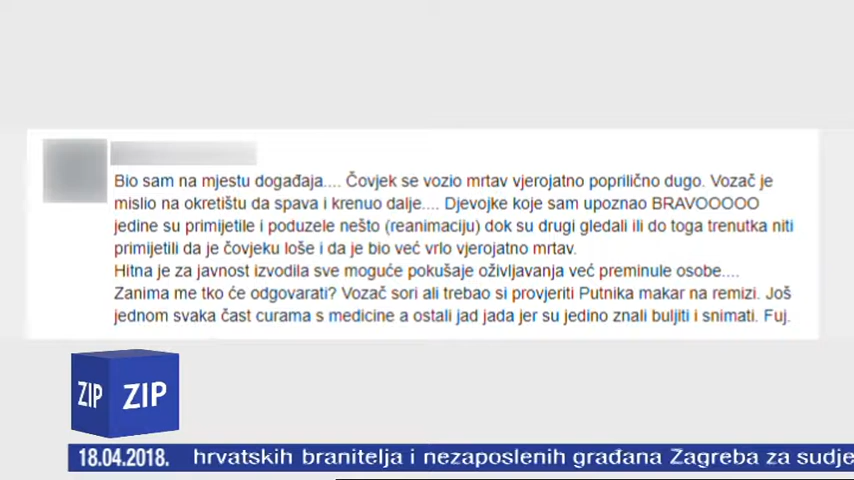 Bio sam na mjestu događaja.... Čovjek se vozio mrtav vjerojatno poprilično dugo. Vozač je
mislio na okretištu da spava i krenuo dalje.... Djevojke koje sam upoznao BRAVOOOOO
jedine su primijetile i poduzele nešto (reanimaciju) dok su drugi gledali ili do toga trenutka niti
primijetili da je čovjeku loše i da je bio već vrlo vjerojatno mrtav.
Hitna je za javnost izvodila sve moguće pokušaje oživljavanja već preminule osobe....
Zanima me tko će odgovarati? Vozač sori ali trebao si provjeriti Putnika makar na remizi. Još
jednom svaka čast curama s medicine a ostali jad jada jer su jedino znali buljiti i snimati. Fuj.
ZIP ZIP
18.04.2018. hrvatskih branitelja i nezaposlenih građana Zagreba za sudje